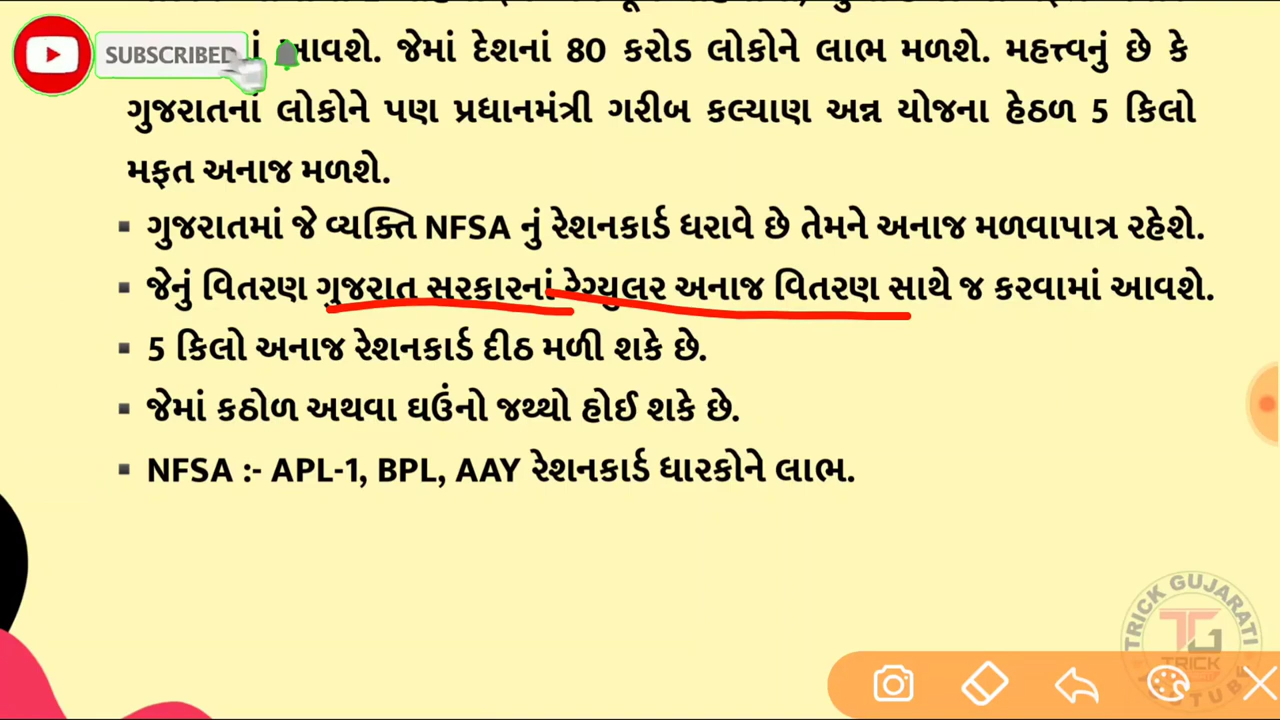 SUBSCRIBED
આવશે. જેમાં દેશનાં 80 કરોડ લોકોને લાભ મળશે. મહત્ત્વનું છે કે
ગુજરાતનાં લોકોને પણ પ્રધાનમંત્રી ગરીબ કલ્યાણ અન્ન યોજના હેઠળ 5 કિલો
મફત અનાજ મળશે.
▪ ગુજરાતમાં જે વ્યક્તિ NFSA નું રેશનકાર્ડ ધરાવે છે તેમને અનાજ મળવાપાત્ર રહેશે.
▪ જેનું વિતરણ ગુજરાત સરકારનાં રેગ્યુલર અનાજ વિતરણ સાથે જ કરવામાં આવશે.
▪ 5 કિલો અનાજ રેશનકાર્ડ દીઠ મળી શકે છે.
▪ જેમાં કઠોળ અથવા ઘઉંનો જથ્થો હોઈ શકે છે.
▪ NFSA :- APL-1, BPL, AAY રેશનકાર્ડ ધારકોને લાભ.
TRICK GUJARATI
TRICK